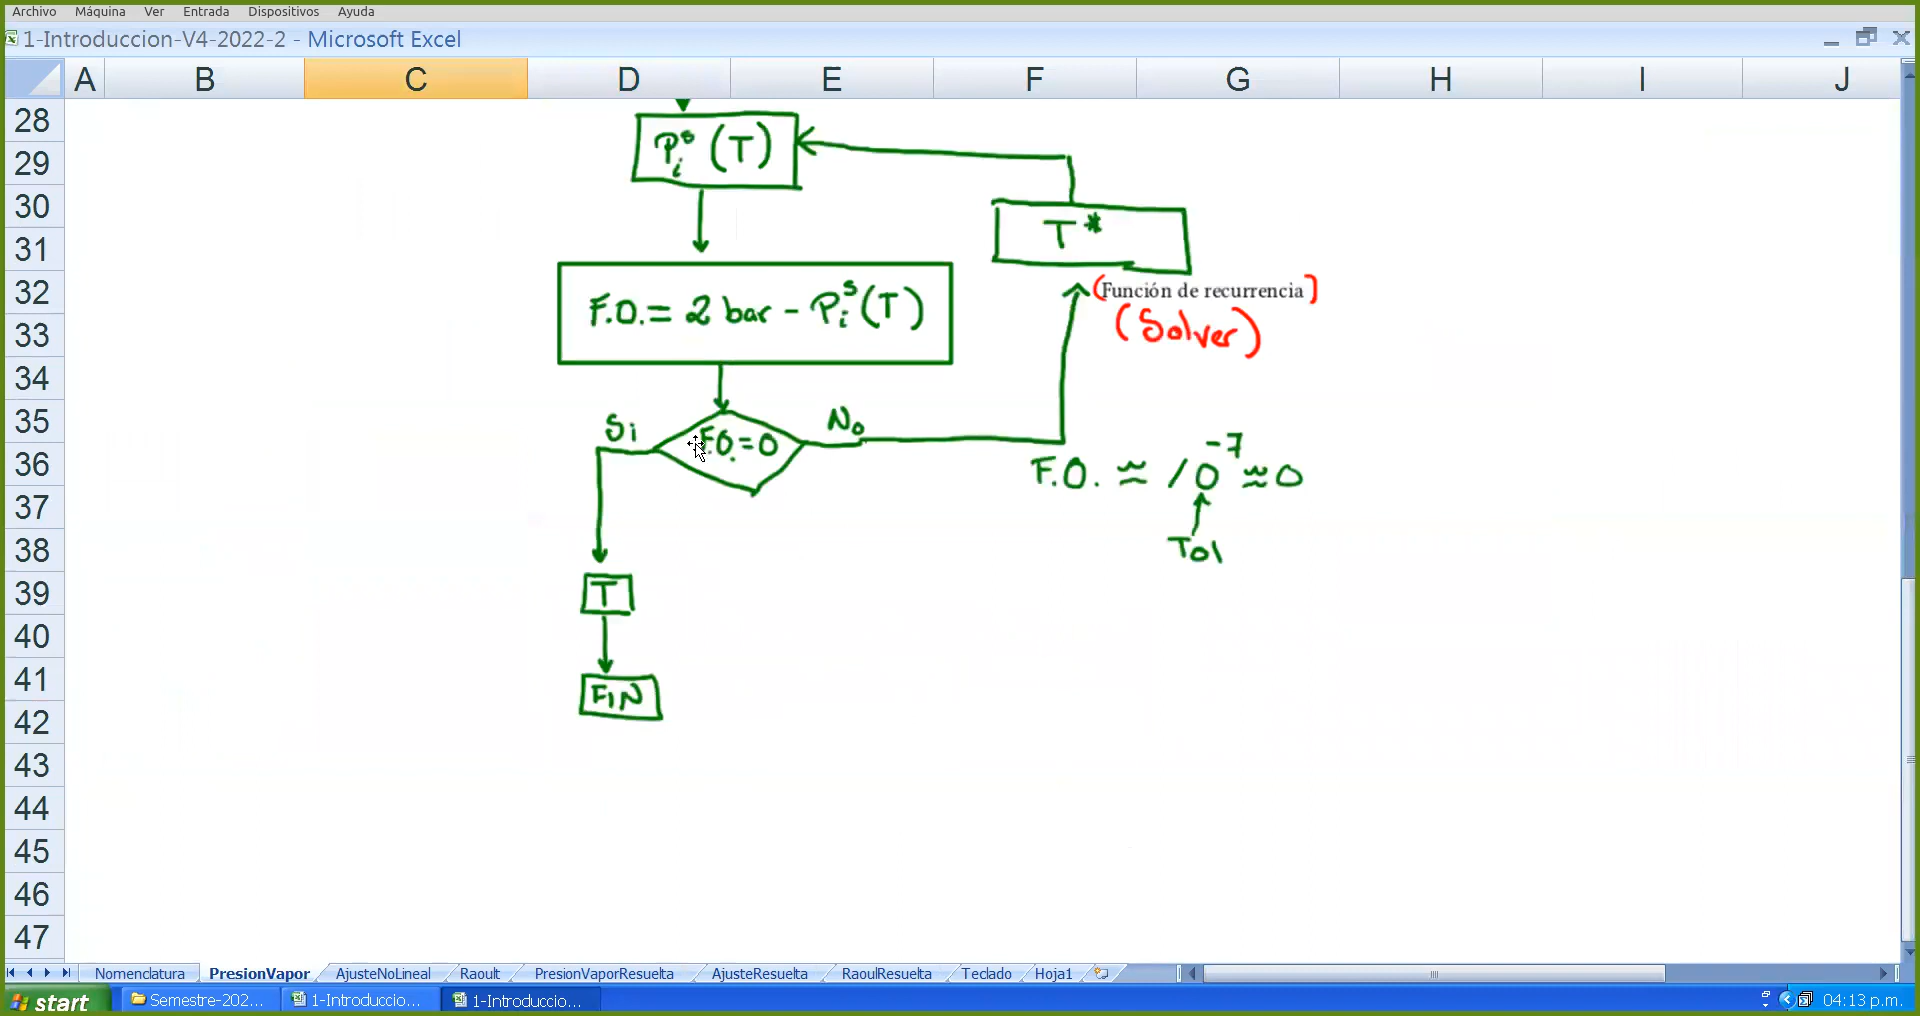 Archivo Máquina Ver Entrada Dispositivos Ayuda
1-Introduccion-V4-2022-2 - Microsoft Excel
A B C D E F G H I J
28
29
30
31
32
33
34
35
36
37
38
39
40
41
42
43
44
45
46
47
Pᵢˢ (T)
T*
(Función de recurrencia)
(Solver)
F.O. = 2 bar - Pᵢˢ(T)
Si
F.O. = 0
No
F.O. ≈ 10⁻⁷ ≈ 0
Tol
T
FIN
Nomenclatura PresionVapor AjusteNoLineal Raoult PresionVaporResuelta AjusteResuelta RaoulResuelta Teclado Hoja1
start Semestre-202... 1-Introduccio... 1-Introduccio... 04:13 p.m.